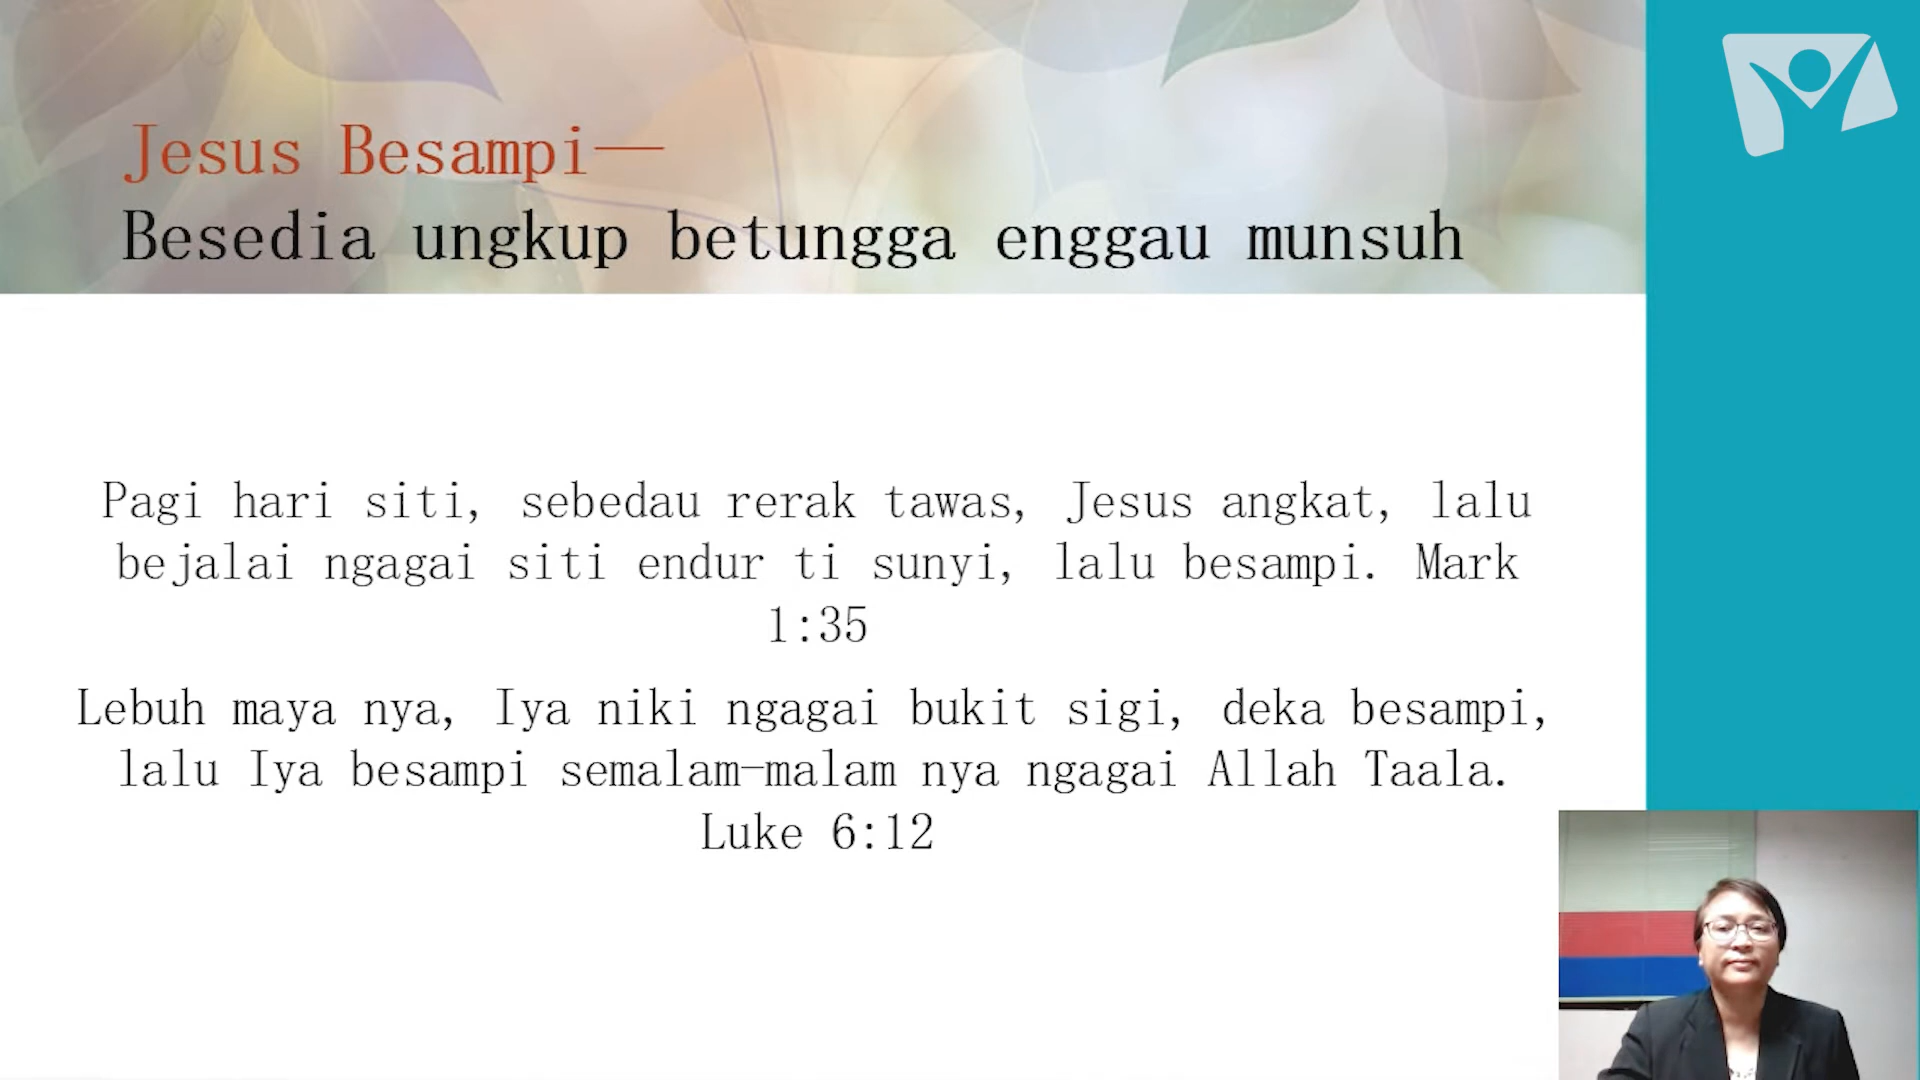 Jesus Besampi—
Besedia ungkup betungga enggau munsuh
Pagi hari siti, sebedau rerak tawas, Jesus angkat, lalu
bejalai ngagai siti endur ti sunyi, lalu besampi. Mark
1:35
Lebuh maya nya, Iya niki ngagai bukit sigi, deka besampi,
lalu Iya besampi semalam-malam nya ngagai Allah Taala.
Luke 6:12